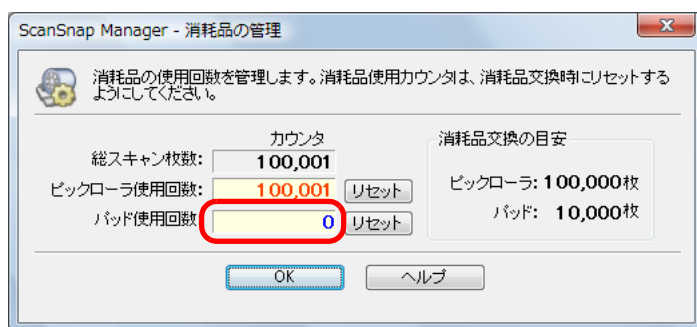 ScanSnap Manager - 消耗品の管理
消耗品の使用回数を管理します。消耗品使用カウンタは、消耗品交換時にリセットする
ようにしてください。
カウンタ
総スキャン枚数: 100,001
ピックローラ使用回数: 100,001 リセット
パッド使用回数: 0 リセット
消耗品交換の目安
ピックローラ: 100,000枚
パッド: 10,000枚
OK ヘルプ